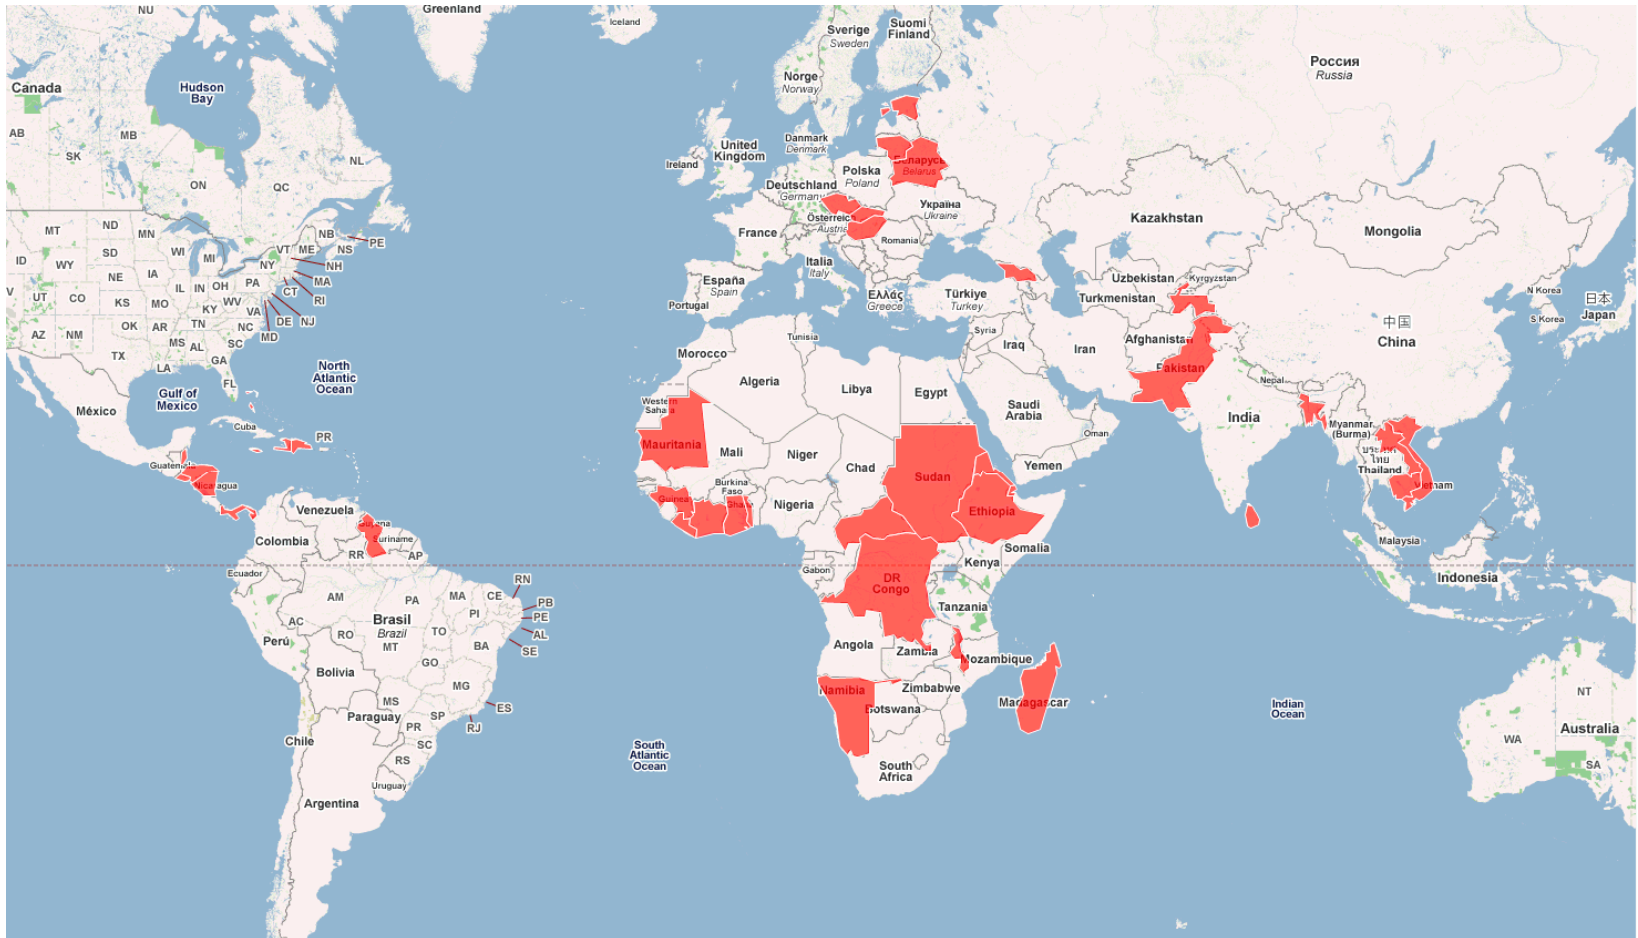 NU
Greenland
Iceland
Sverige
Sweden
Suomi
Finland
Россия
Russia
Canada
Hudson
Bay
Norge
Norway
AB
MB
SK
ON
QC
NL
Ireland
United
Kingdom
Danmark
Denmark
Беларусь
Belarus
Polska
Poland
Deutschland
Germany
Україна
Ukraine
Österreic
Austria
France
Romania
Kazakhstan
Mongolia
MT
ND
MN
SD
WI
MI
ID
WY
NE
IA
IL
IN
OH
PA
NY
VT
ME
NB
NS
PE
NH
MA
RI
CT
NJ
DE
MD
V
UT
CO
KS
MO
KY
WV
VA
AZ
NM
OK
AR
TN
NC
MS
AL
SC
GA
TX
LA
FL
Italia
Italy
España
Spain
Portugal
Ελλάς
Greece
Türkiye
Turkey
Uzbekistan
Kyrgyzstan
Turkmenistan
N Korea
S Korea
日本
Japan
中国
China
Tunisia
Syria
Iraq
Iran
Afghanistan
Pakistan
Nepal
North
Atlantic
Ocean
Gulf of
Mexico
México
Cuba
PR
Morocco
Algeria
Libya
Egypt
Saudi
Arabia
Oman
Yemen
India
Myanmar
(Burma)
ไทย
Thailand
Vietnam
Western
Sahara
Mauritania
Mali
Niger
Chad
Sudan
Burkina
Faso
Guinea
Ghana
Nigeria
Ethiopia
Somalia
Guatemala
Nicaragua
Venezuela
Guyana
Suriname
Colombia
RR
AP
Ecuador
Gabon
DR
Congo
Kenya
Tanzania
Malaysia
Indonesia
AM
PA
MA
CE
RN
PB
PE
AL
SE
PI
TO
BA
AC
RO
MT
Brasil
Brazil
Perú
Bolivia
GO
MG
ES
RJ
MS
SP
Paraguay
PR
SC
RS
Chile
Uruguay
Argentina
Angola
Zambia
Mozambique
Namibia
Zimbabwe
Botswana
Madagascar
South
Africa
South
Atlantic
Ocean
Indian
Ocean
NT
WA
Australia
SA